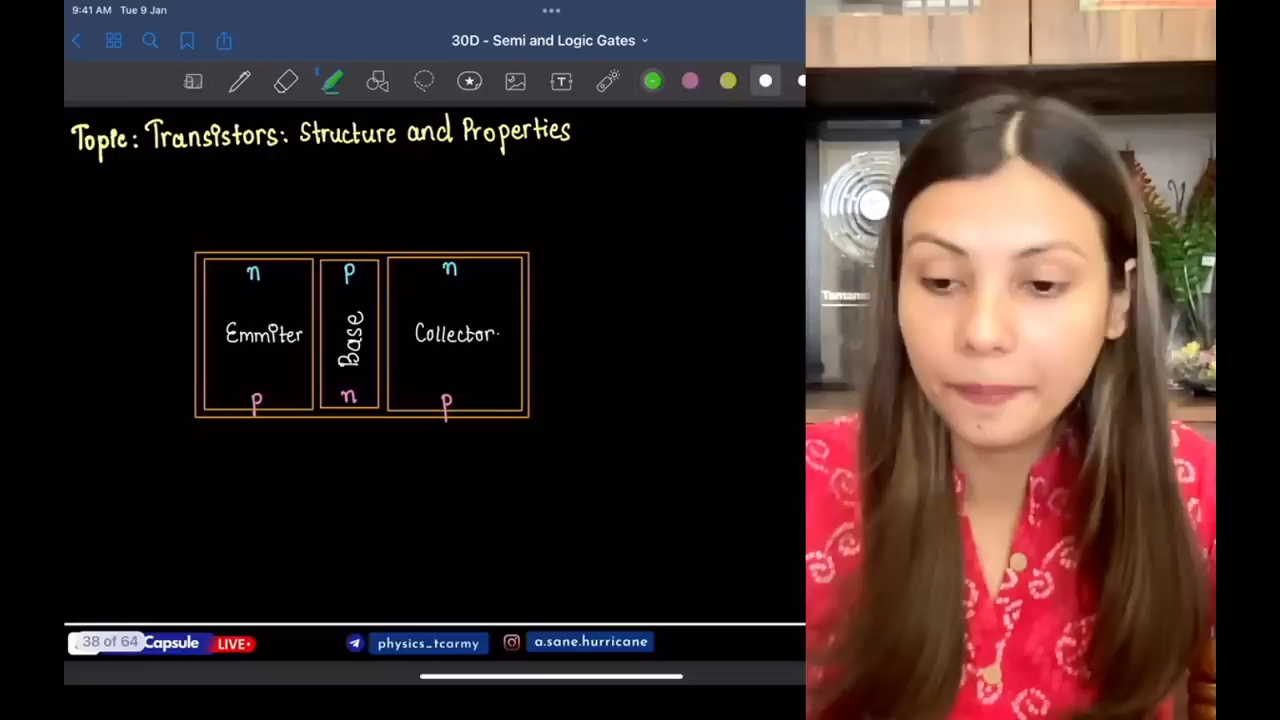 9:41 AM Tue 9 Jan
30D - Semi and Logic Gates
T
Topic: Transistors: Structure and Properties
n p n
Emmiter Base Collector
p n p
38 of 64 Capsule LIVE physics_tcarmy a.sane.hurricane